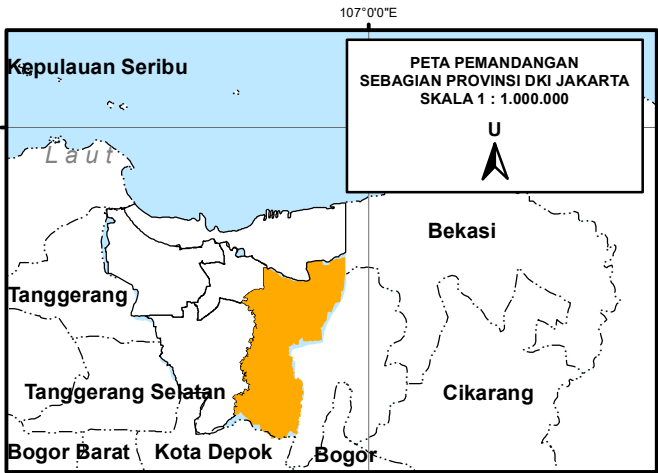 107°0'0"E
Kepulauan Seribu
PETA PEMANDANGAN
SEBAGIAN PROVINSI DKI JAKARTA
SKALA 1 : 1.000.000
U
Laut
Bekasi
Tanggerang
Tanggerang Selatan
Cikarang
Bogor Barat
Kota Depok
Bogor